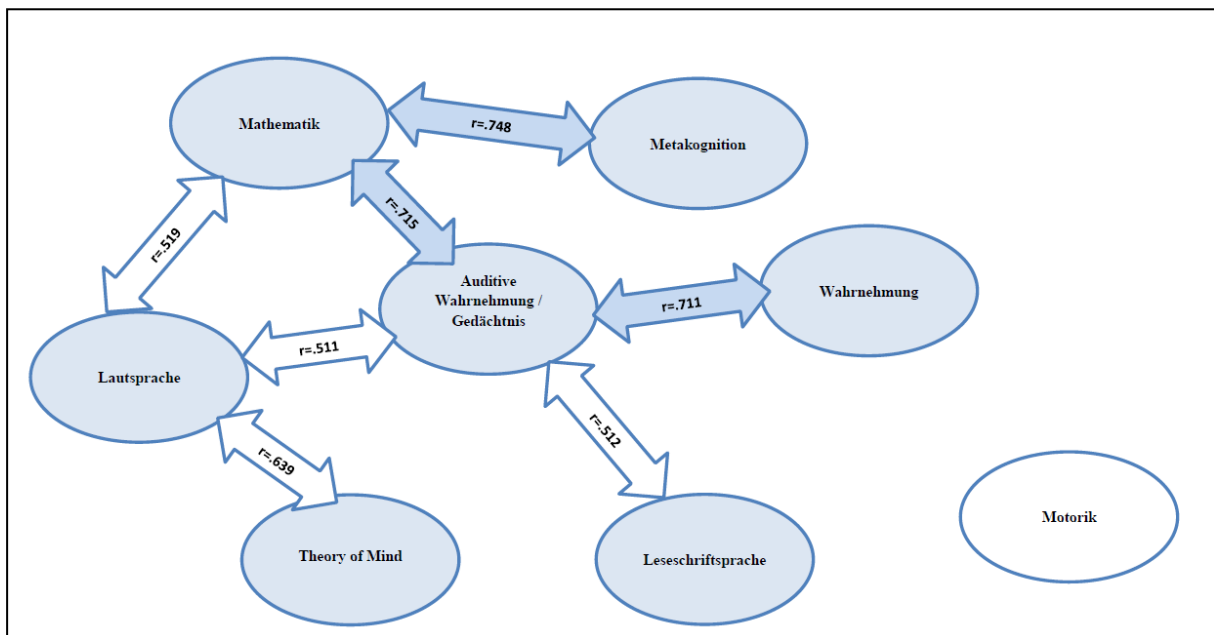 Mathematik
r=.748
Metakognition
r=.715
r=.519
Auditive
Wahrnehmung /
Gedächtnis
Wahrnehmung
r=.711
r=.511
Lautsprache
r=.512
r=.639
Motorik
Theory of Mind
Leseschriftsprache